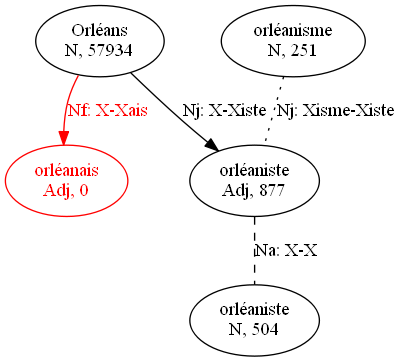 Orléans
N, 57934
orléanisme
N, 251
Nf: X-Xais
Nj: X-Xiste
Nj: Xisme-Xiste
orléanais
Adj, 0
orléaniste
Adj, 877
Na: X-X
orléaniste
N, 504